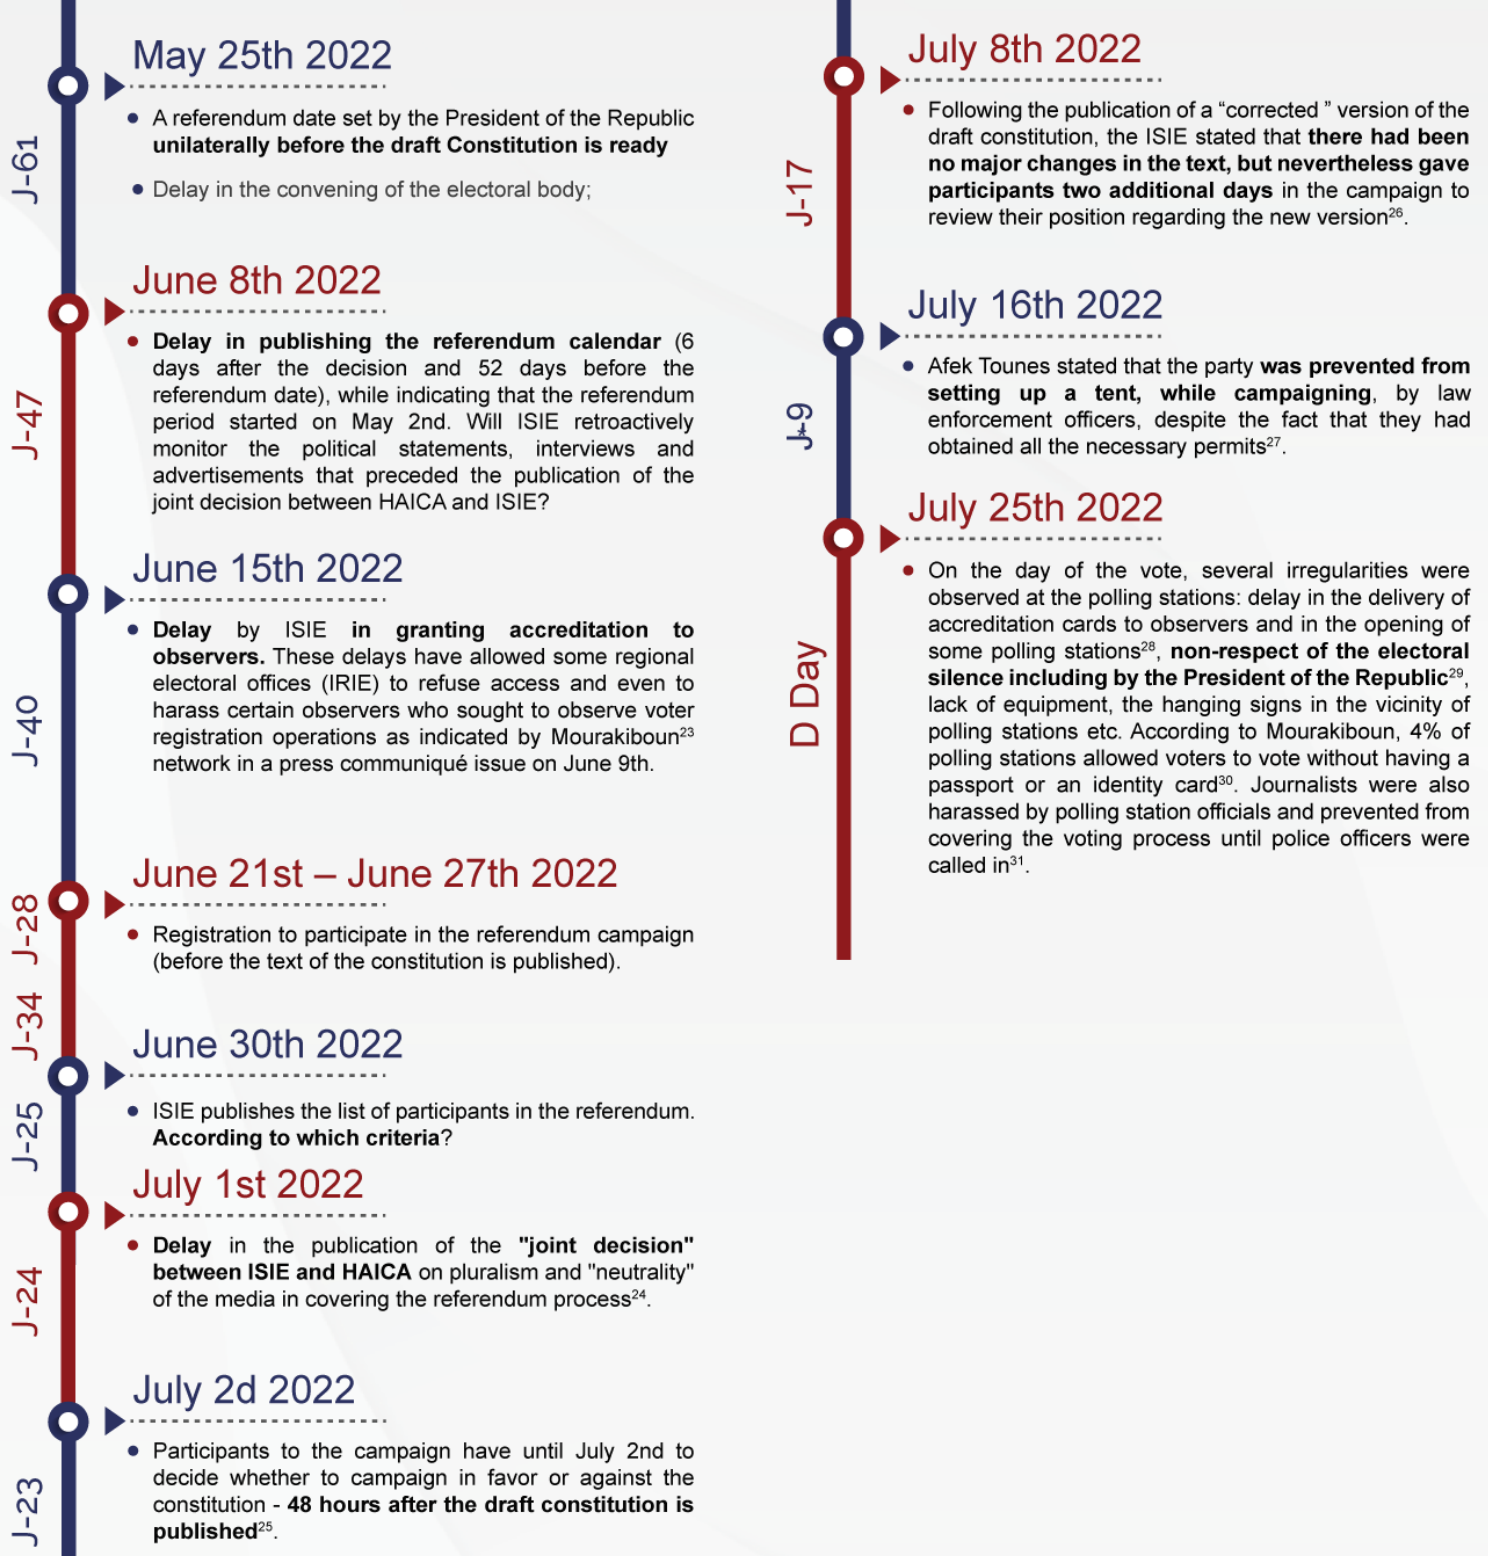 May 25th 2022
J-61
• A referendum date set by the President of the Republic
unilaterally before the draft Constitution is ready
• Delay in the convening of the electoral body;
June 8th 2022
J-47
• Delay in publishing the referendum calendar (6
days after the decision and 52 days before the
referendum date), while indicating that the referendum
period started on May 2nd. Will ISIE retroactively
monitor the political statements, interviews and
advertisements that preceded the publication of the
joint decision between HAICA and ISIE?
June 15th 2022
J-40
• Delay by ISIE in granting accreditation to
observers. These delays have allowed some regional
electoral offices (IRIE) to refuse access and even to
harass certain observers who sought to observe voter
registration operations as indicated by Mourakiboun²³
network in a press communiqué issue on June 9th.
June 21st – June 27th 2022
J-28
J-34
• Registration to participate in the referendum campaign
(before the text of the constitution is published).
June 30th 2022
J-25
• ISIE publishes the list of participants in the referendum.
According to which criteria?
July 1st 2022
J-24
• Delay in the publication of the "joint decision"
between ISIE and HAICA on pluralism and "neutrality"
of the media in covering the referendum process²⁴.
July 2d 2022
J-23
• Participants to the campaign have until July 2nd to
decide whether to campaign in favor or against the
constitution - 48 hours after the draft constitution is
published²⁵.
July 8th 2022
J-17
• Following the publication of a “corrected ” version of the
draft constitution, the ISIE stated that there had been
no major changes in the text, but nevertheless gave
participants two additional days in the campaign to
review their position regarding the new version²⁶.
July 16th 2022
J-9
• Afek Tounes stated that the party was prevented from
setting up a tent, while campaigning, by law
enforcement officers, despite the fact that they had
obtained all the necessary permits²⁷.
July 25th 2022
D Day
• On the day of the vote, several irregularities were
observed at the polling stations: delay in the delivery of
accreditation cards to observers and in the opening of
some polling stations²⁸, non-respect of the electoral
silence including by the President of the Republic²⁹,
lack of equipment, the hanging signs in the vicinity of
polling stations etc. According to Mourakiboun, 4% of
polling stations allowed voters to vote without having a
passport or an identity card³⁰. Journalists were also
harassed by polling station officials and prevented from
covering the voting process until police officers were
called in³¹.